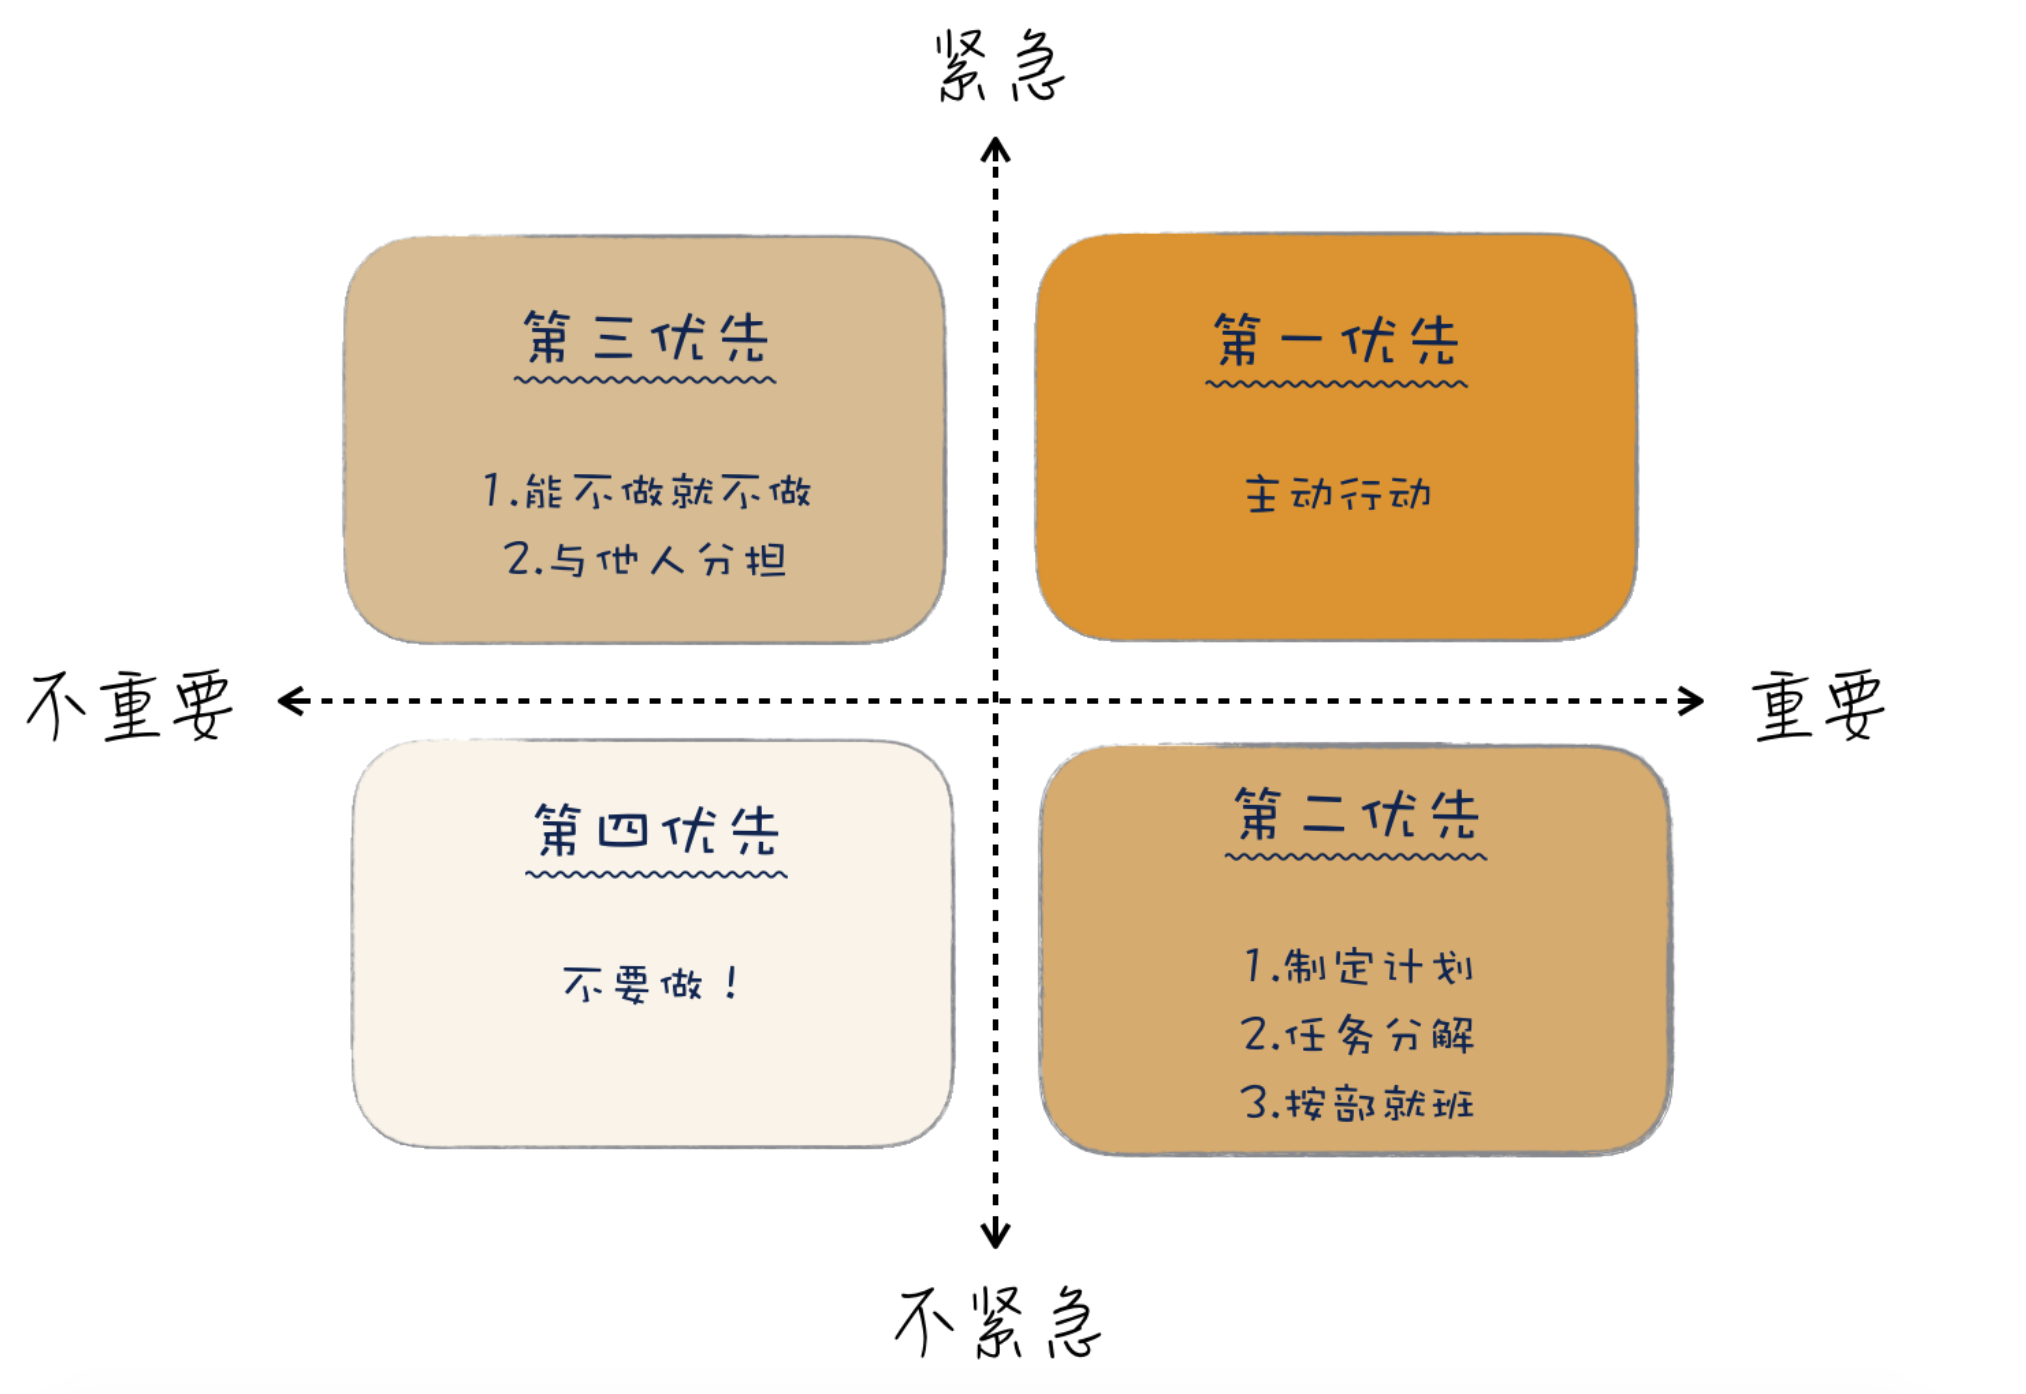 紧急
第三优先
1.能不做就不做
2.与他人分担
第一优先
主动行动
不重要
重要
第四优先
不要做！
第二优先
1.制定计划
2.任务分解
3.按部就班
不紧急